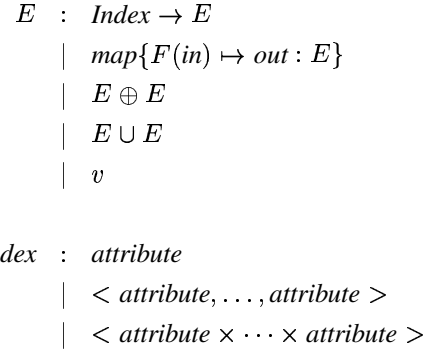 E : Index → E
| map{F(in) ↦ out : E}
| E ⊕ E
| E ∪ E
| v
dex : attribute
| < attribute, . . . , attribute >
| < attribute × · · · × attribute >